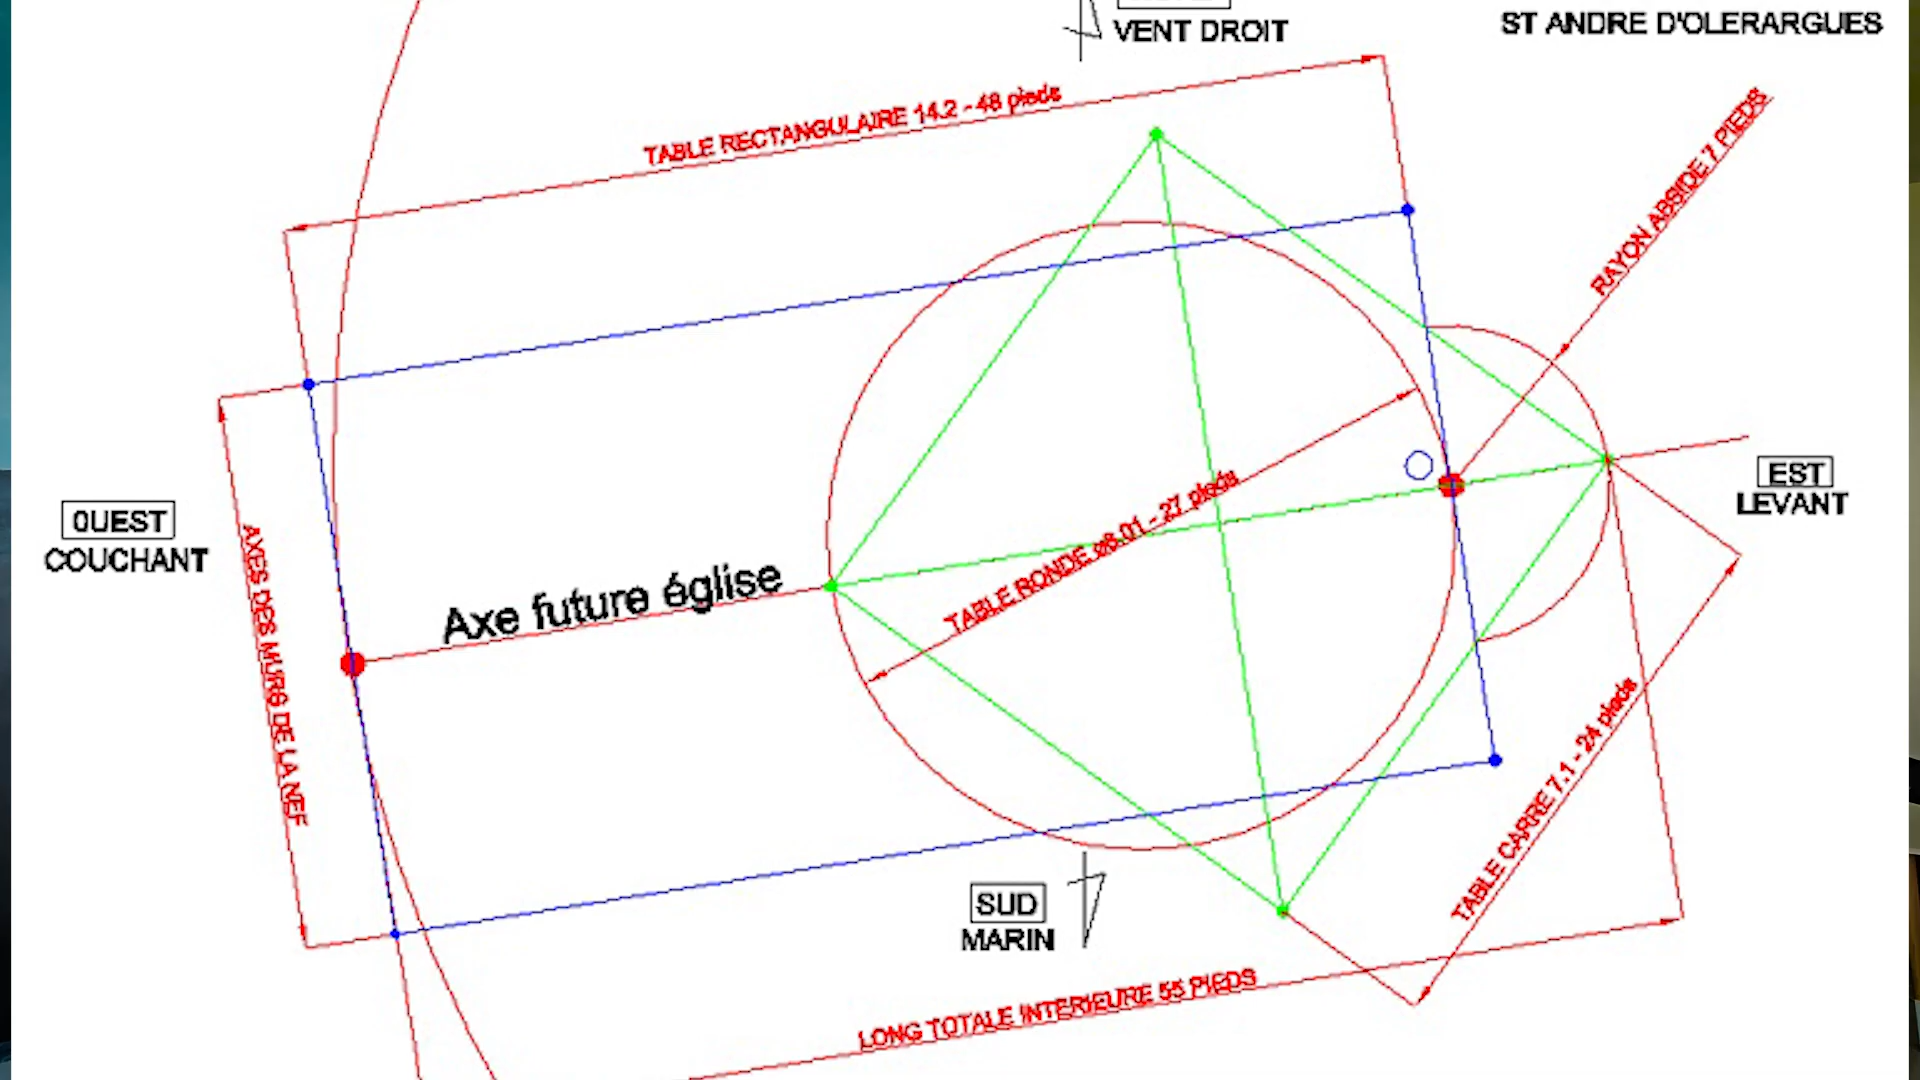 VENT DROIT
ST ANDRE D'OLERARGUES
TABLE RECTANGULAIRE 14.2 - 48 pieds
RAYON ABSIDE 7 PIEDS
OUEST
COUCHANT
EST
LEVANT
AXES DES MURS DE LA NEF
Axe future église
TABLE RONDE ø8.01 - 27 pieds
TABLE CARRE 7.1 - 24 pieds
SUD
MARIN
LONG TOTALE INTERIEURE 55 PIEDS